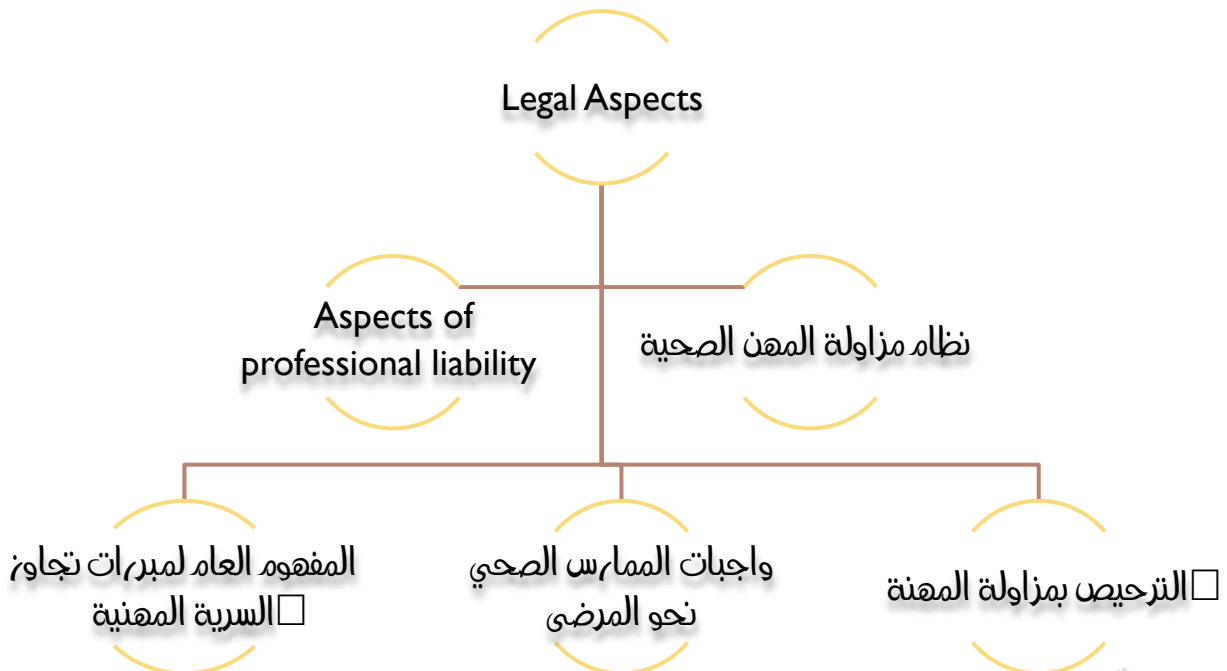 Legal Aspects
Aspects of
professional liability
نظام مزاولة المهن الصحية
المفهوم العام لمبررات تجاوز
السرية المهنية□
واجبات الممارس الصحي
نحو المرضى
الترحيص بمزاولة المهنة□